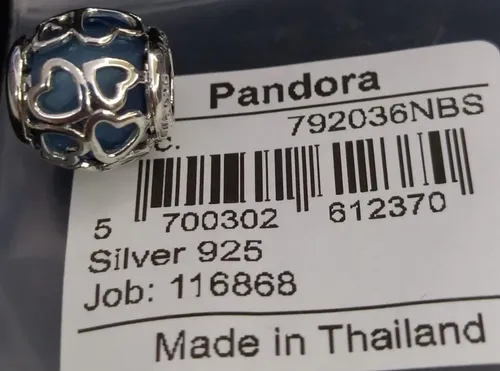 Pandora
c. 792036NBS
5 700302 612370
Silver 925
Job: 116868
Made in Thailand